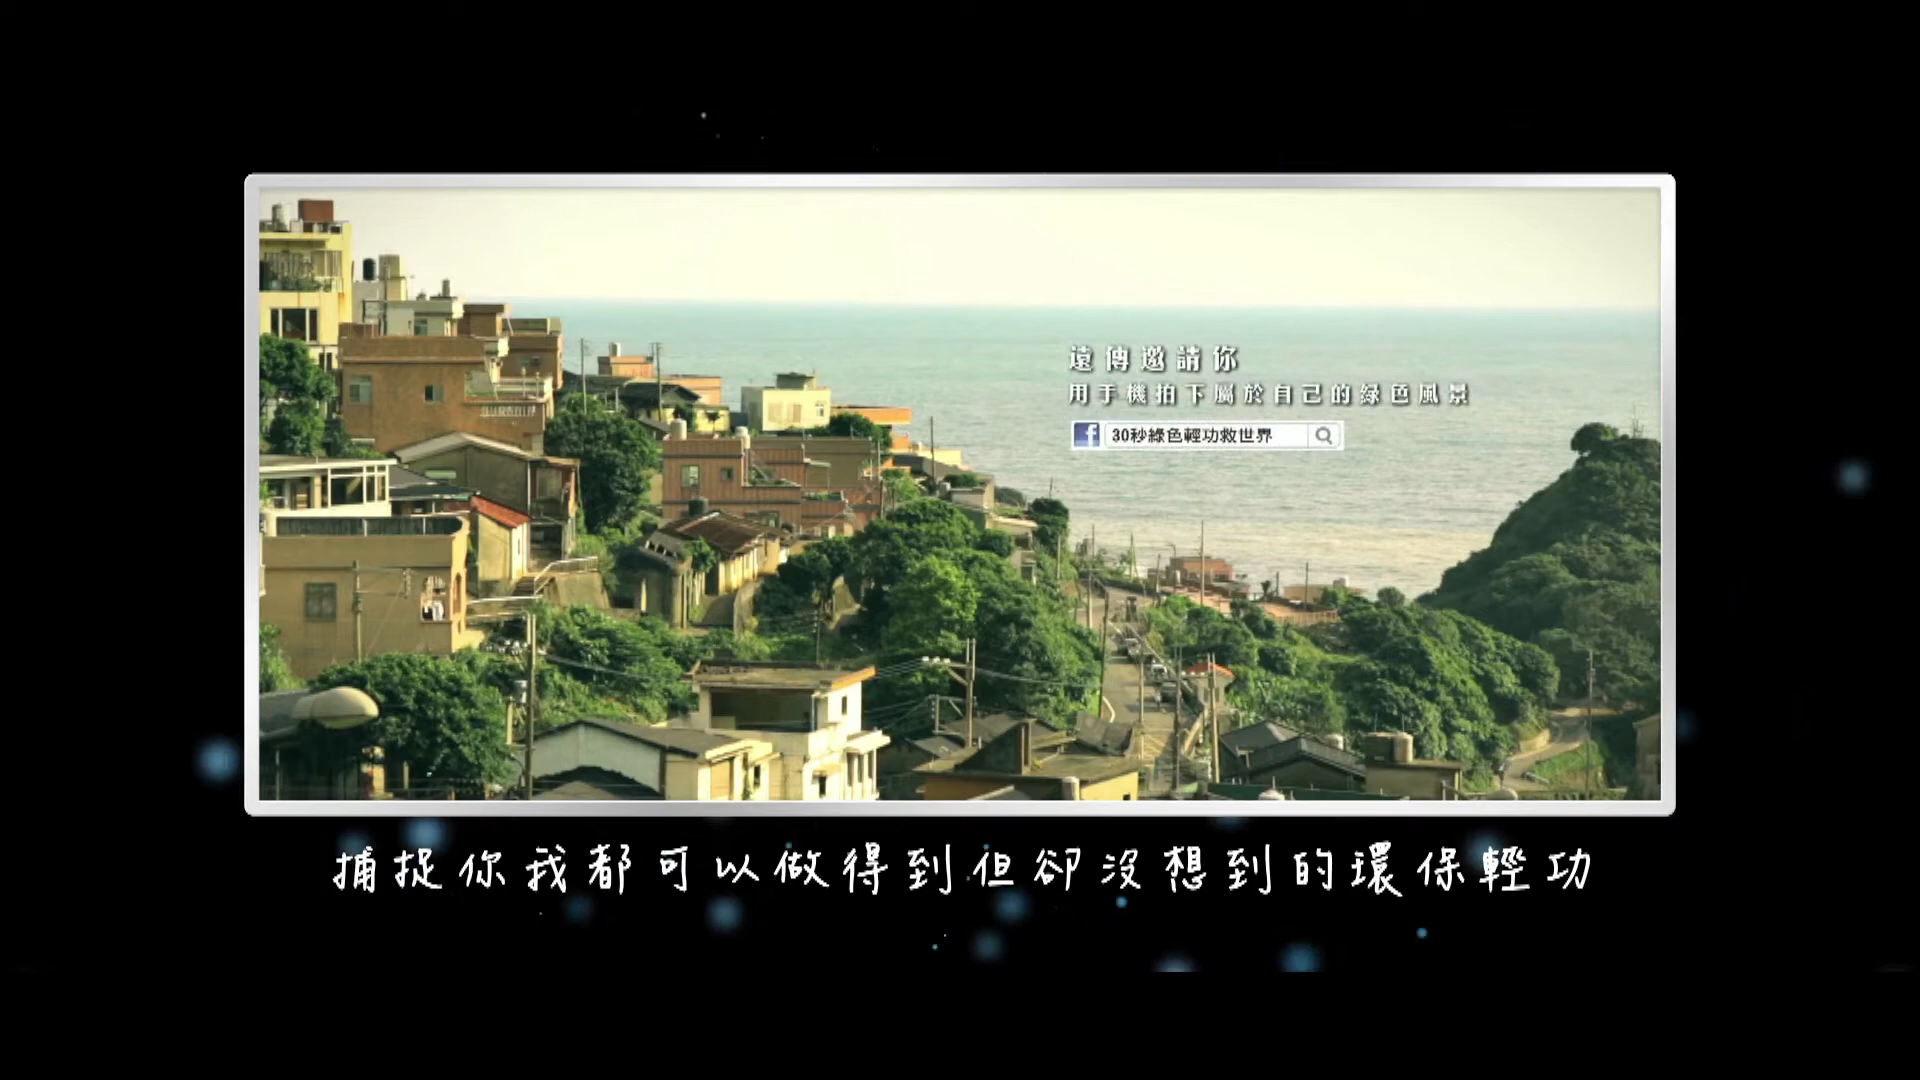 遠傳邀請你
用手機拍下屬於自己的綠色風景
30秒綠色輕功救世界
捕捉你我都可以做得到但卻沒想到的環保輕功